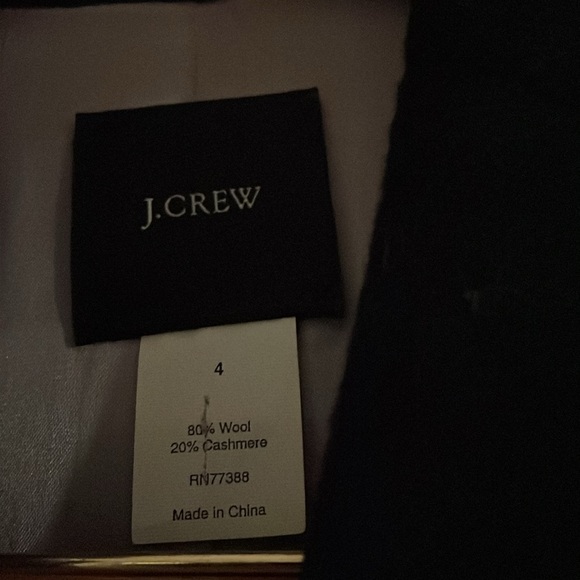 J.CREW
4
80% Wool
20% Cashmere
RN77388
Made in China